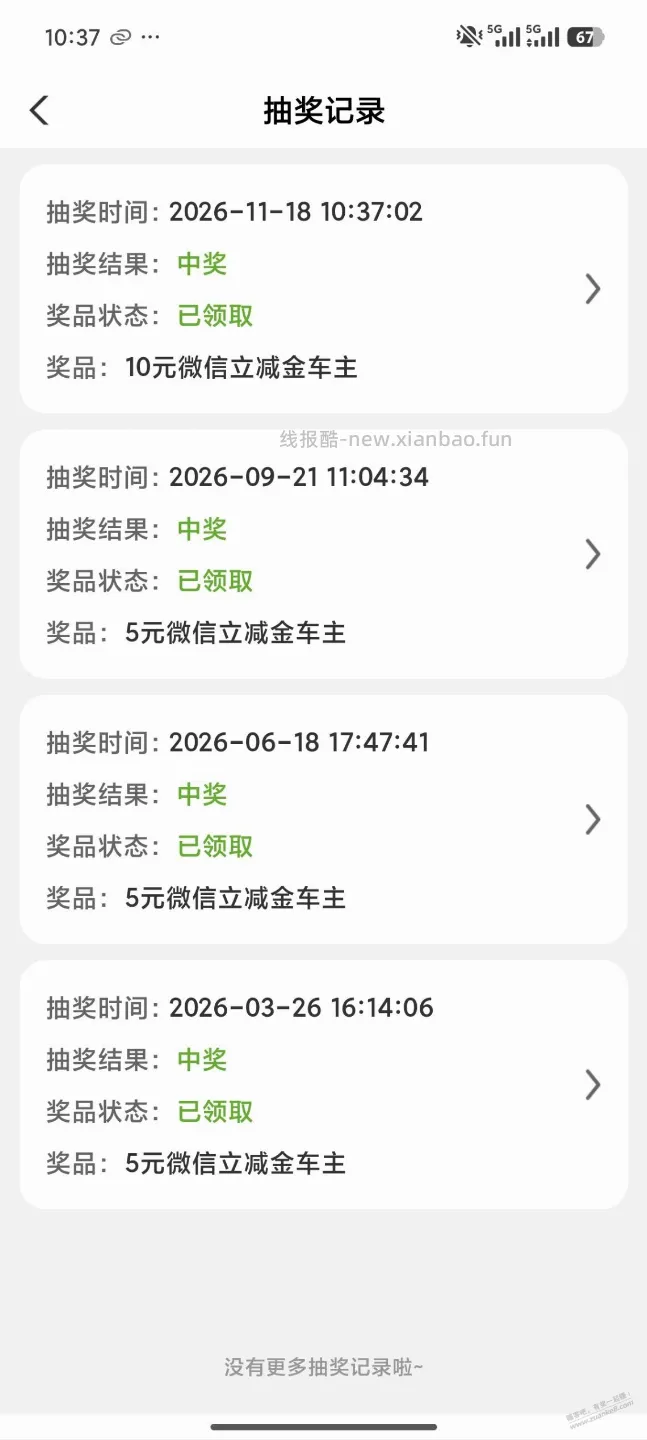 10:37
5G 5G 67
抽奖记录
抽奖时间：2026-11-18 10:37:02
抽奖结果： 中奖
奖品状态： 已领取
奖品： 10元微信立减金车主
线报酷-new.xianbao.fun
抽奖时间：2026-09-21 11:04:34
抽奖结果： 中奖
奖品状态： 已领取
奖品： 5元微信立减金车主
抽奖时间：2026-06-18 17:47:41
抽奖结果： 中奖
奖品状态： 已领取
奖品： 5元微信立减金车主
抽奖时间：2026-03-26 16:14:06
抽奖结果： 中奖
奖品状态： 已领取
奖品： 5元微信立减金车主
没有更多抽奖记录啦~
www.zuanke8.com